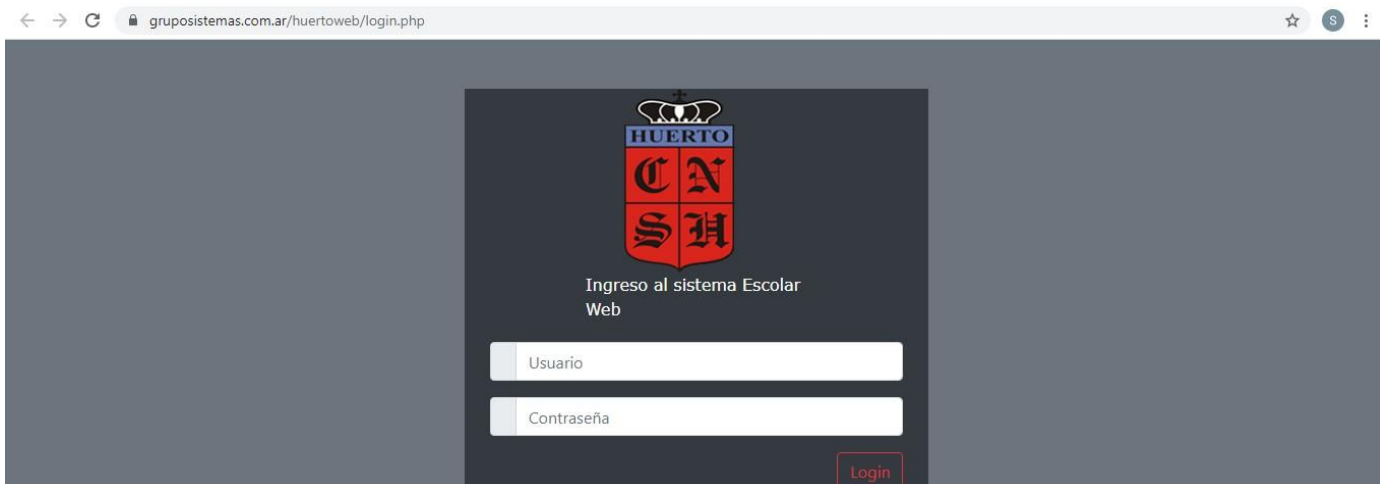 gruposistemas.com.ar/huertoweb/login.php
S
HUERTO
C N
S H
Ingreso al sistema Escolar
Web
Usuario
Contraseña
Login